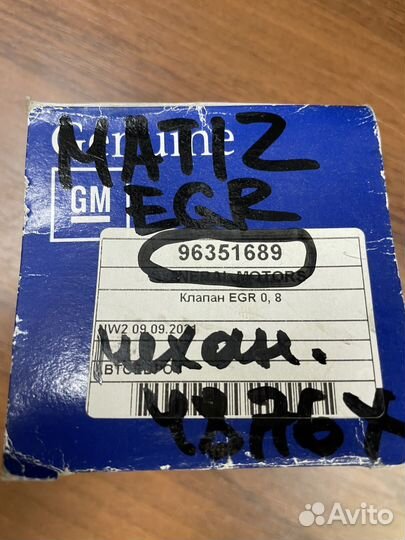 Genuine
MATIZ
GM
EGR
96351689
GENERAL MOTORS
Клапан EGR 0, 8
NW2 09.09.2021
механ.
Avito